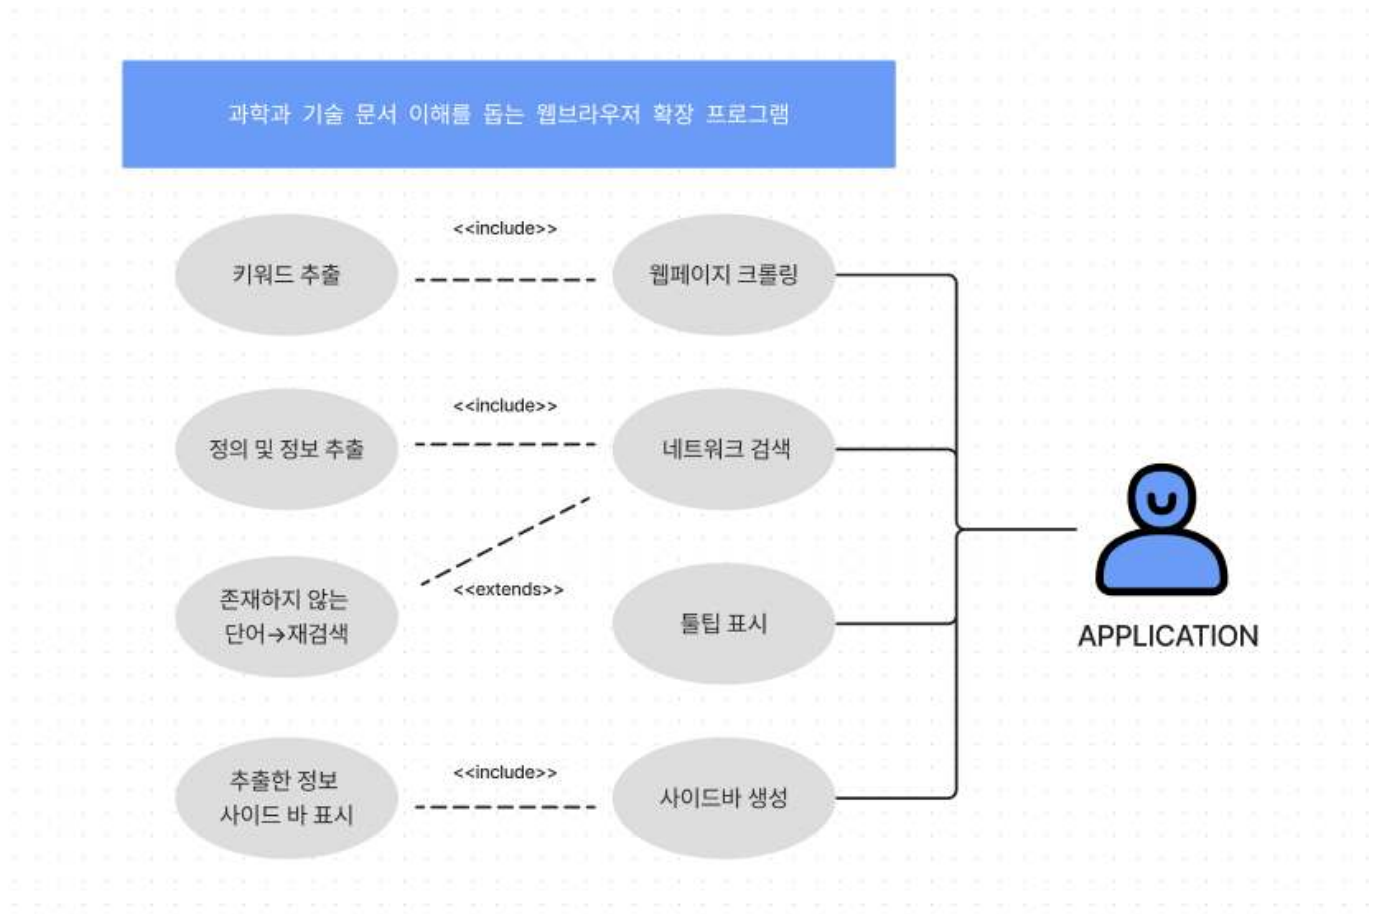 과학과 기술 문서 이해를 돕는 웹브라우저 확장 프로그램
키워드 추출
<<include>>
웹페이지 크롤링
정의 및 정보 추출
<<include>>
네트워크 검색
존재하지 않는
단어→재검색
<<extends>>
툴팁 표시
추출한 정보
사이드 바 표시
<<include>>
사이드바 생성
APPLICATION